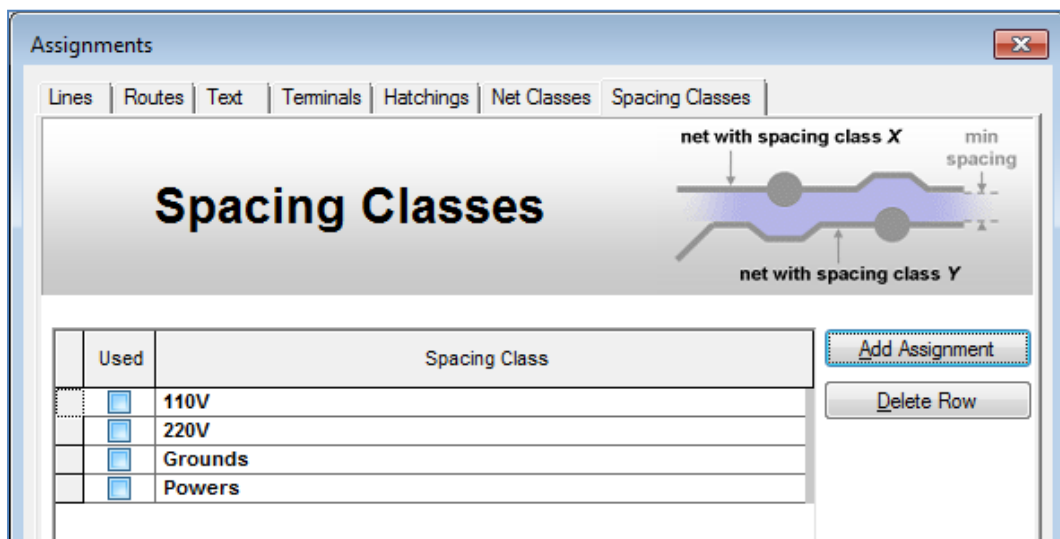 Assignments
Lines Routes Text Terminals Hatchings Net Classes Spacing Classes
net with spacing class X
min
spacing
Spacing Classes
net with spacing class Y
Used Spacing Class
Add Assignment
110V
Delete Row
220V
Grounds
Powers